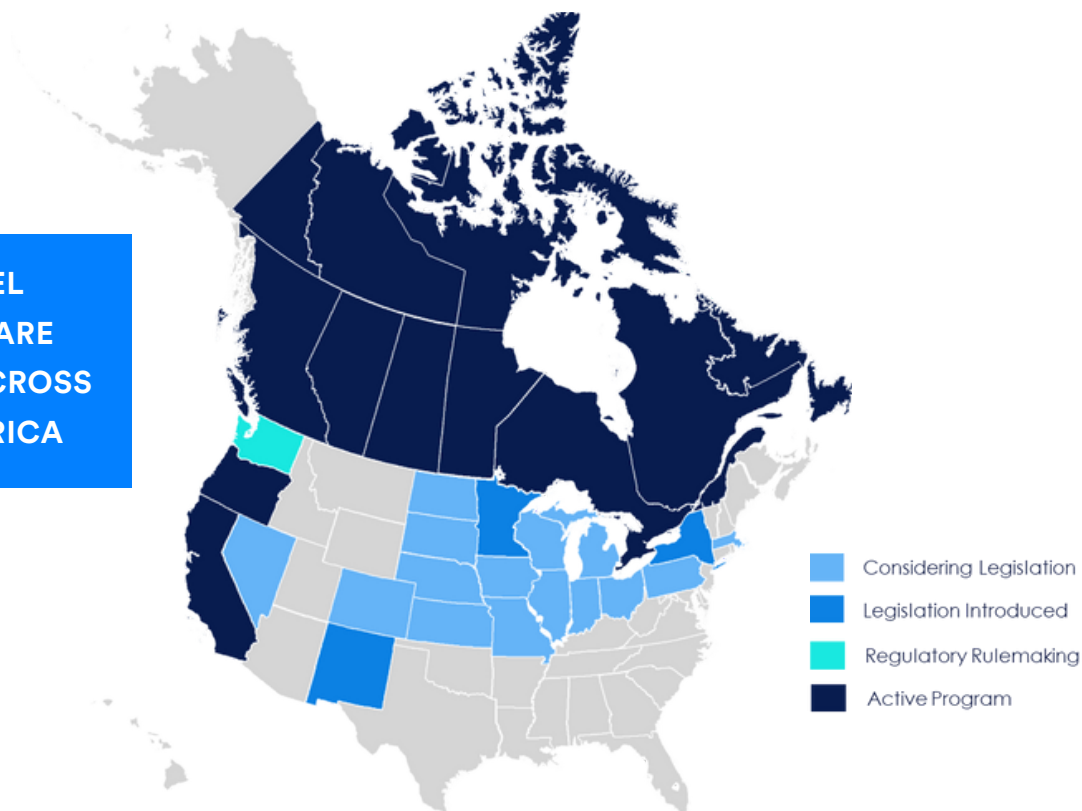 EL
ARE
CROSS
RICA
Considering Legislation
Legislation Introduced
Regulatory Rulemaking
Active Program